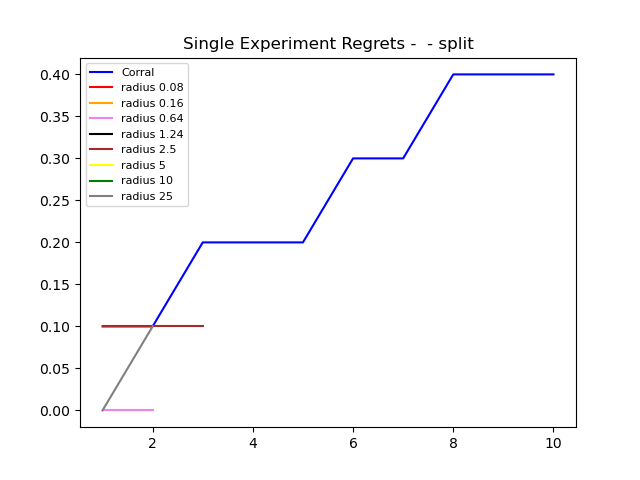 Single Experiment Regrets -  - split
0.40
0.35
0.30
0.25
0.20
0.15
0.10
0.05
0.00
Corral
radius 0.08
radius 0.16
radius 0.64
radius 1.24
radius 2.5
radius 5
radius 10
radius 25
2 4 6 8 10